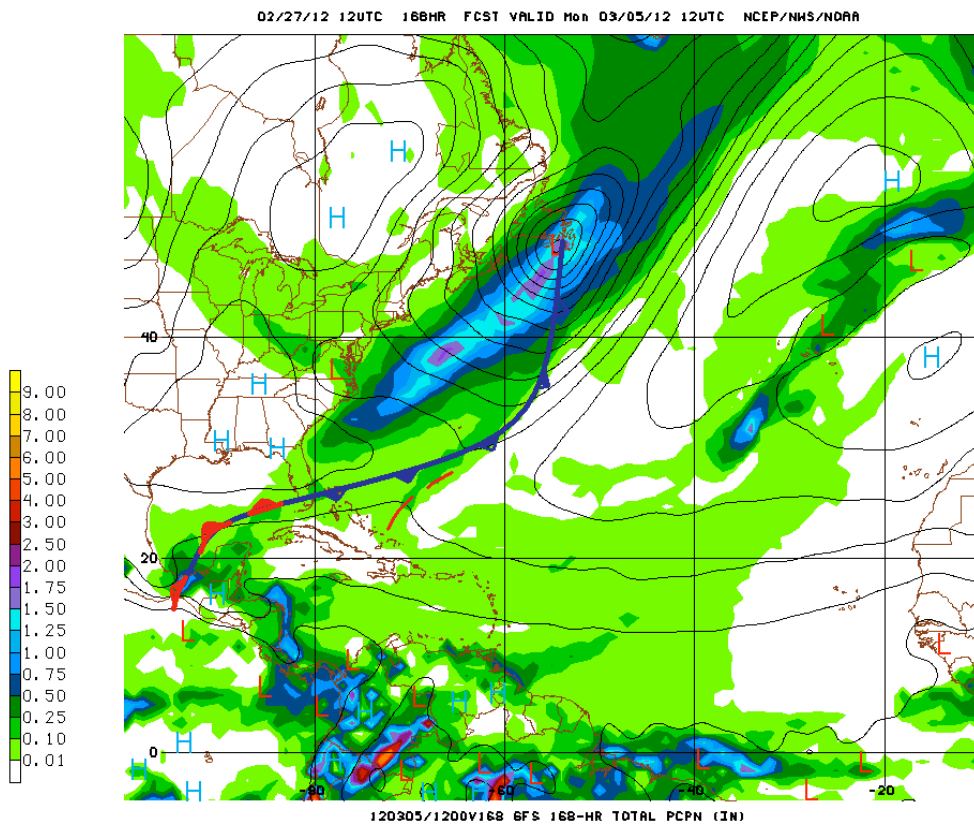 02/27/12 12UTC 168HR FCST VALID Mon 03/05/12 12UTC NCEP/NWS/NOAA
H
H
H
L
L
40
L
H
L
H
H
H
9.00
8.00
7.00
6.00
5.00
4.00
3.00
2.50
2.00
1.75
1.50
1.25
1.00
0.75
0.50
0.25
0.10
0.01
20
H
L
L
L
L
L
H
H
L
L
H
H
0
H
H
L
L
L
L
L
H
H
H
L
-80
-60
-40
-20
120305/1200V168 GFS 168-HR TOTAL PCPN (IN)